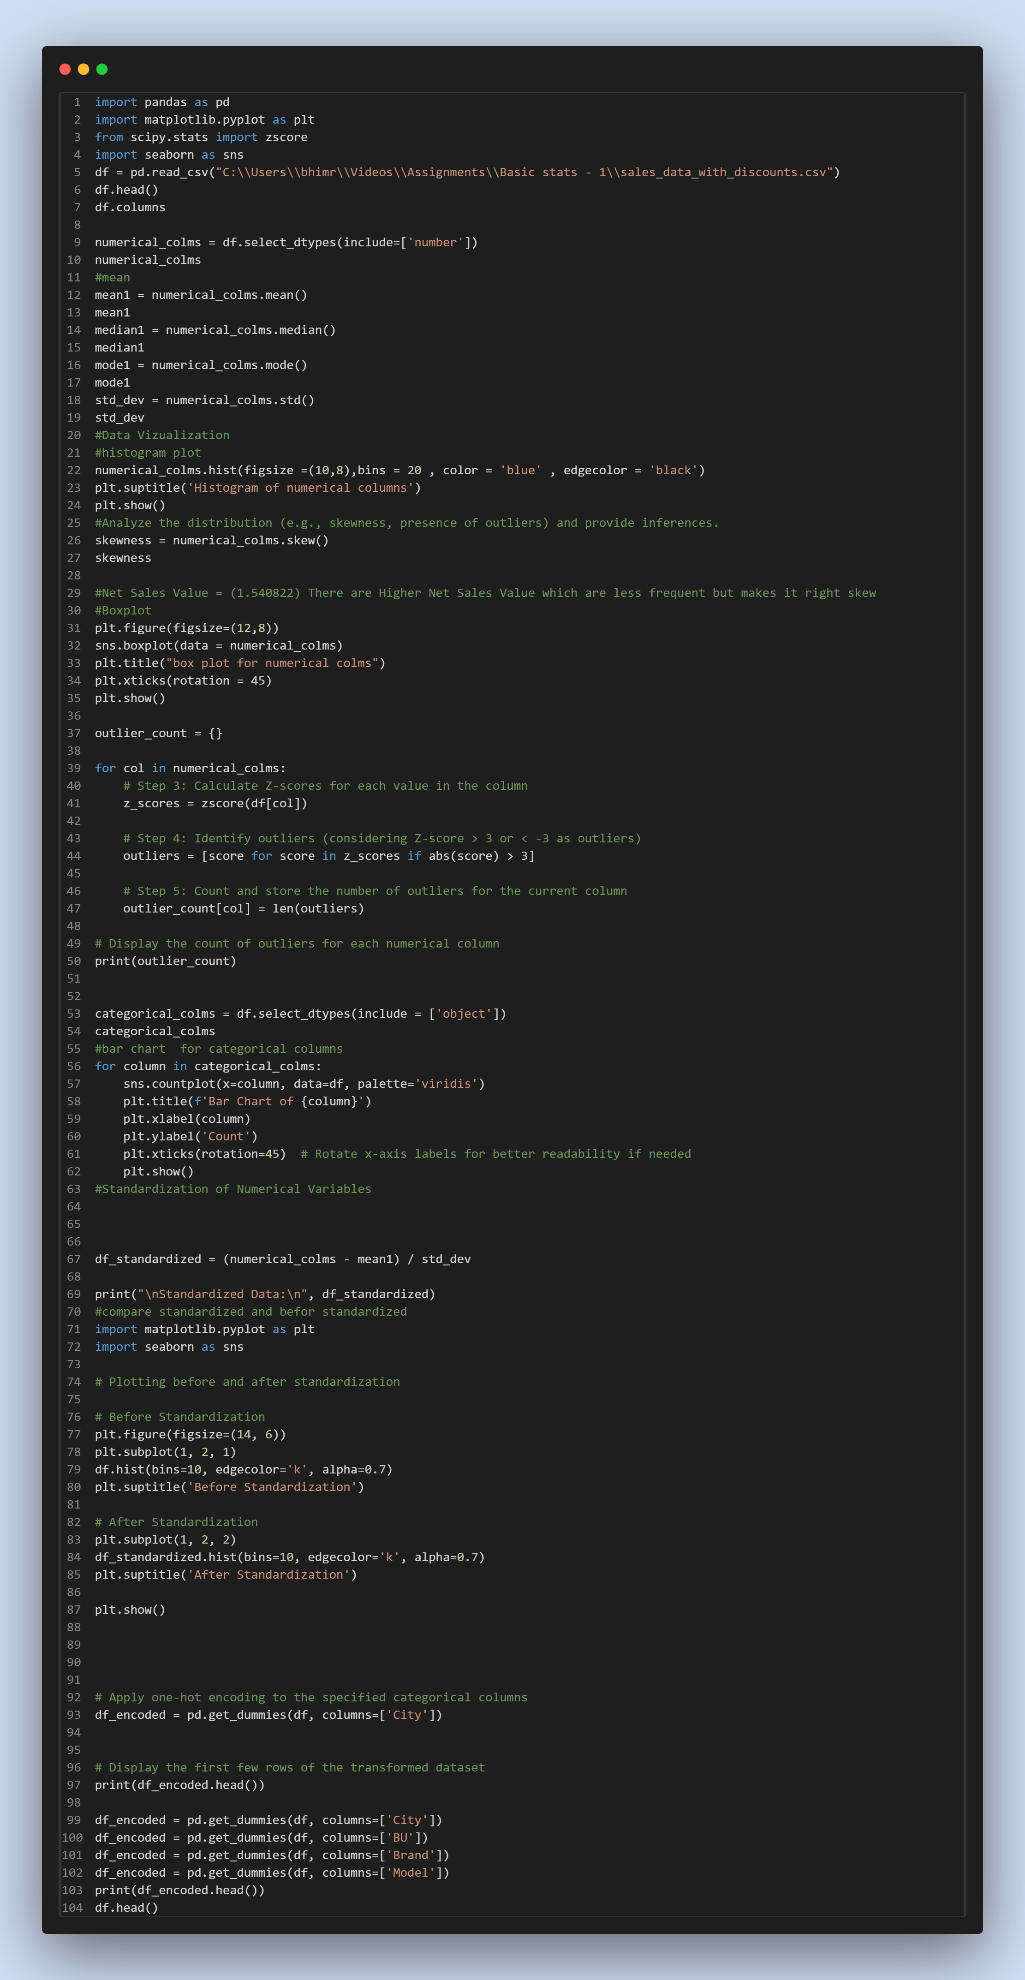 1 import pandas as pd
2 import matplotlib.pyplot as plt
3 from scipy.stats import zscore
4 import seaborn as sns
5 df = pd.read_csv("C:\\Users\\bhimr\\Videos\\Assignments\\Basic stats - 1\\sales_data_with_discounts.csv")
6 df.head()
7 df.columns
8
9 numerical_colms = df.select_dtypes(include=['number'])
10 numerical_colms
11 #mean
12 mean1 = numerical_colms.mean()
13 mean1
14 median1 = numerical_colms.median()
15 median1
16 mode1 = numerical_colms.mode()
17 mode1
18 std_dev = numerical_colms.std()
19 std_dev
20 #Data Vizualization
21 #histogram plot
22 numerical_colms.hist(figsize =(10,8),bins = 20 , color = 'blue' , edgecolor = 'black')
23 plt.suptitle('Histogram of numerical columns')
24 plt.show()
25 #Analyze the distribution (e.g., skewness, presence of outliers) and provide inferences.
26 skewness = numerical_colms.skew()
27 skewness
28
29 #Net Sales Value = (1.540822) There are Higher Net Sales Value which are less frequent but makes it right skew
30 #Boxplot
31 plt.figure(figsize=(12,8))
32 sns.boxplot(data = numerical_colms)
33 plt.title("box plot for numerical colms")
34 plt.xticks(rotation = 45)
35 plt.show()
36
37 outlier_count = {}
38
39 for col in numerical_colms:
40     # Step 3: Calculate Z-scores for each value in the column
41     z_scores = zscore(df[col])
42
43     # Step 4: Identify outliers (considering Z-score > 3 or < -3 as outliers)
44     outliers = [score for score in z_scores if abs(score) > 3]
45
46     # Step 5: Count and store the number of outliers for the current column
47     outlier_count[col] = len(outliers)
48
49 # Display the count of outliers for each numerical column
50 print(outlier_count)
51
52
53 categorical_colms = df.select_dtypes(include = ['object'])
54 categorical_colms
55 #bar chart  for categorical columns
56 for column in categorical_colms:
57     sns.countplot(x=column, data=df, palette='viridis')
58     plt.title(f'Bar Chart of {column}')
59     plt.xlabel(column)
60     plt.ylabel('Count')
61     plt.xticks(rotation=45)  # Rotate x-axis labels for better readability if needed
62     plt.show()
63 #Standardization of Numerical Variables
64
65
66
67 df_standardized = (numerical_colms - mean1) / std_dev
68
69 print("\nStandardized Data:\n", df_standardized)
70 #compare standardized and befor standardized
71 import matplotlib.pyplot as plt
72 import seaborn as sns
73
74 # Plotting before and after standardization
75
76 # Before Standardization
77 plt.figure(figsize=(14, 6))
78 plt.subplot(1, 2, 1)
79 df.hist(bins=10, edgecolor='k', alpha=0.7)
80 plt.suptitle('Before Standardization')
81
82 # After Standardization
83 plt.subplot(1, 2, 2)
84 df_standardized.hist(bins=10, edgecolor='k', alpha=0.7)
85 plt.suptitle('After Standardization')
86
87 plt.show()
88
89
90
91
92 # Apply one-hot encoding to the specified categorical columns
93 df_encoded = pd.get_dummies(df, columns=['City'])
94
95
96 # Display the first few rows of the transformed dataset
97 print(df_encoded.head())
98
99 df_encoded = pd.get_dummies(df, columns=['City'])
100 df_encoded = pd.get_dummies(df, columns=['BU'])
101 df_encoded = pd.get_dummies(df, columns=['Brand'])
102 df_encoded = pd.get_dummies(df, columns=['Model'])
103 print(df_encoded.head())
104 df.head()